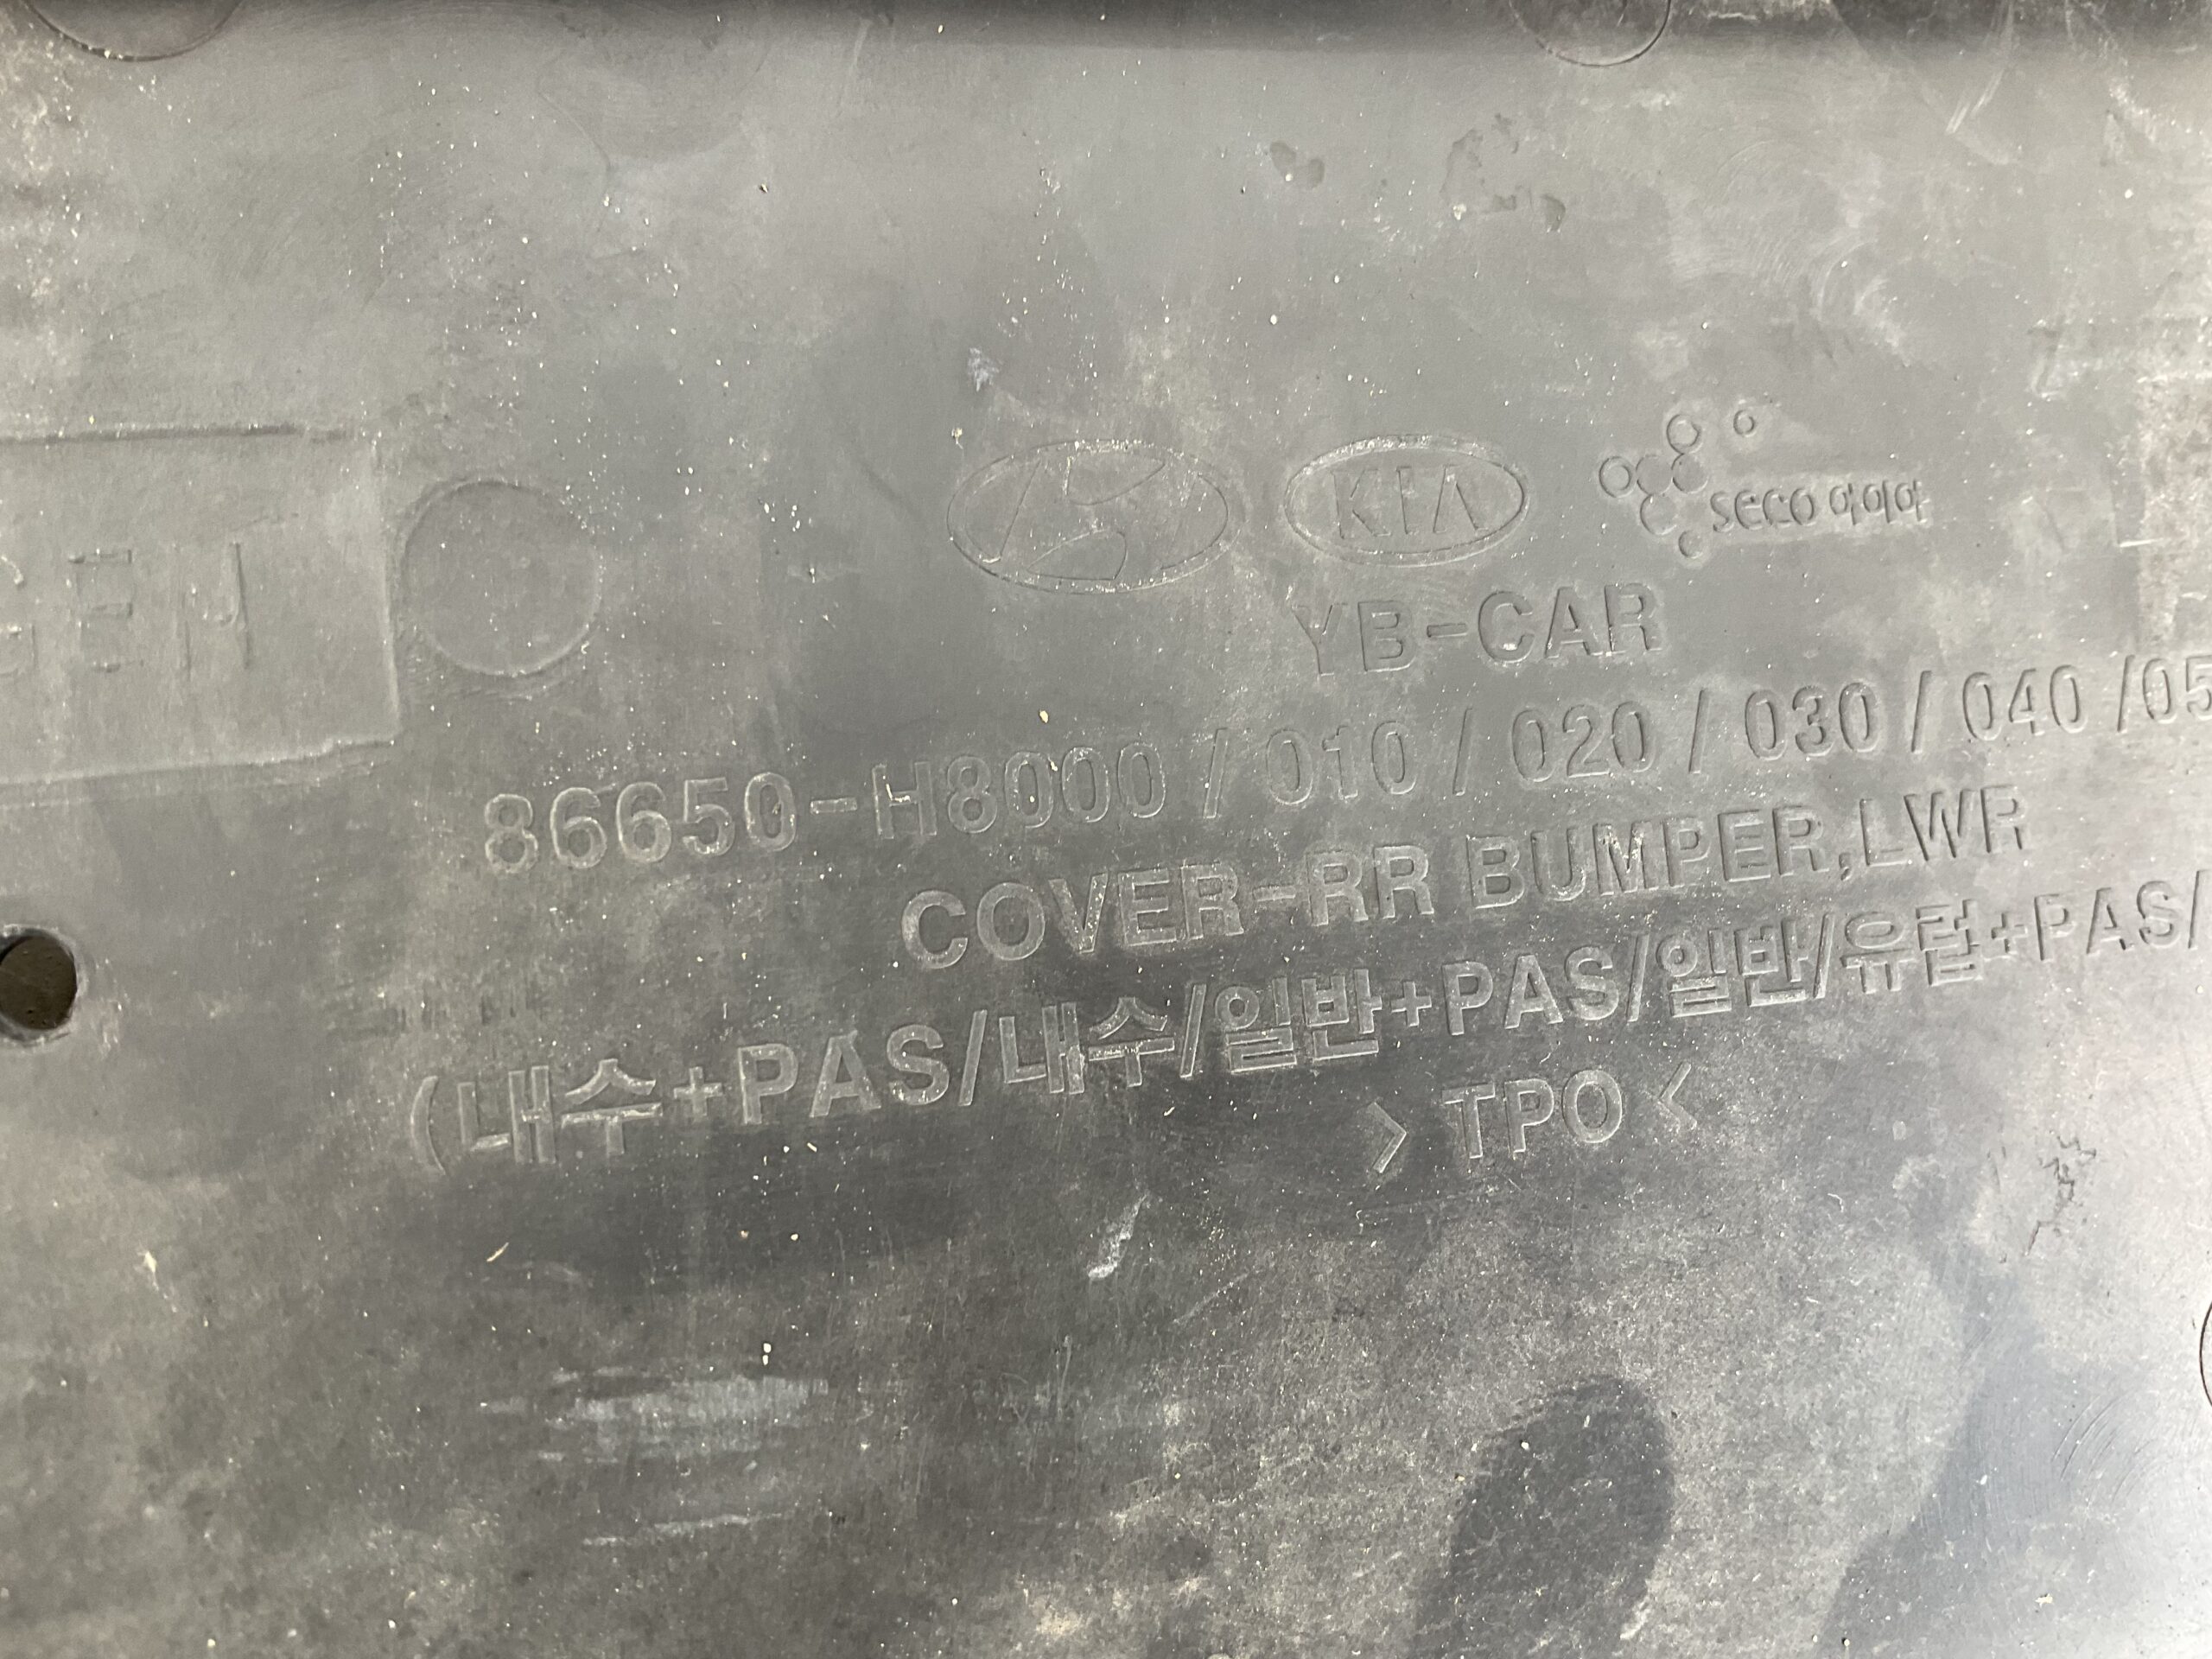 KIA
seco 아이아
YB-CAR
86650-H8000 / 010 / 020 / 030 / 040 /05
COVER-RR BUMPER,LWR
(내수+PAS/내수/일반+PAS/일반/유럽+PAS/
> TPO <